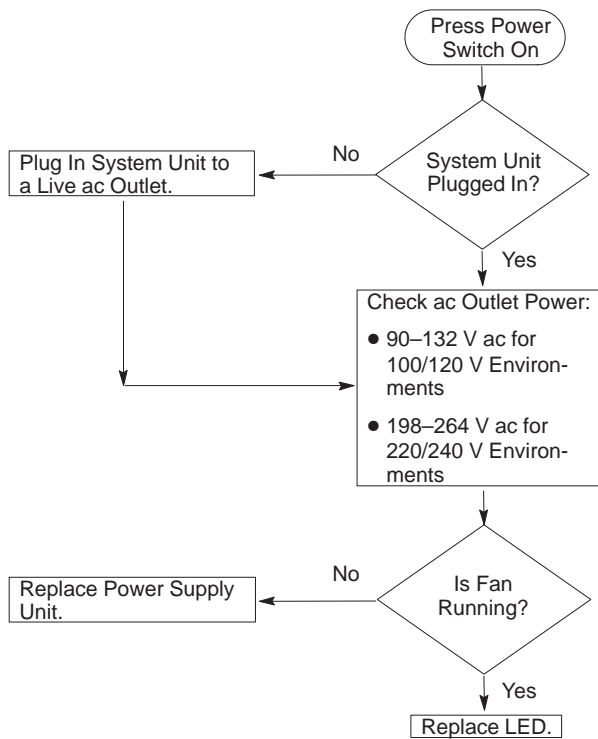 Press Power
Switch On
System Unit
Plugged In?
No
Plug In System Unit to
a Live ac Outlet.
Yes
Check ac Outlet Power:
● 90–132 V ac for
100/120 V Environ-
ments
● 198–264 V ac for
220/240 V Environ-
ments
Is Fan
Running?
No
Replace Power Supply
Unit.
Yes
Replace LED.